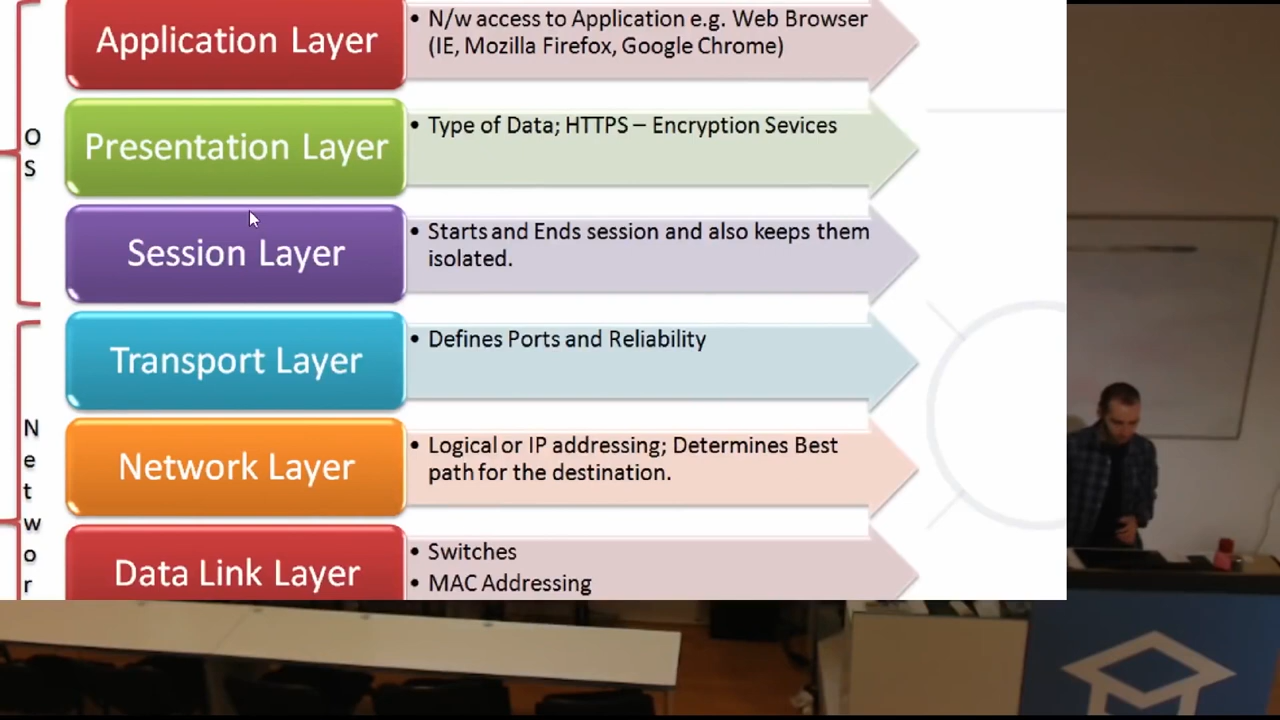 Application Layer
• N/w access to Application e.g. Web Browser
(IE, Mozilla Firefox, Google Chrome)
O
S
Presentation Layer
• Type of Data; HTTPS – Encryption Sevices
Session Layer
• Starts and Ends session and also keeps them
isolated.
Transport Layer
• Defines Ports and Reliability
N
e
t
w
o
r
Network Layer
• Logical or IP addressing; Determines Best
path for the destination.
Data Link Layer
• Switches
• MAC Addressing